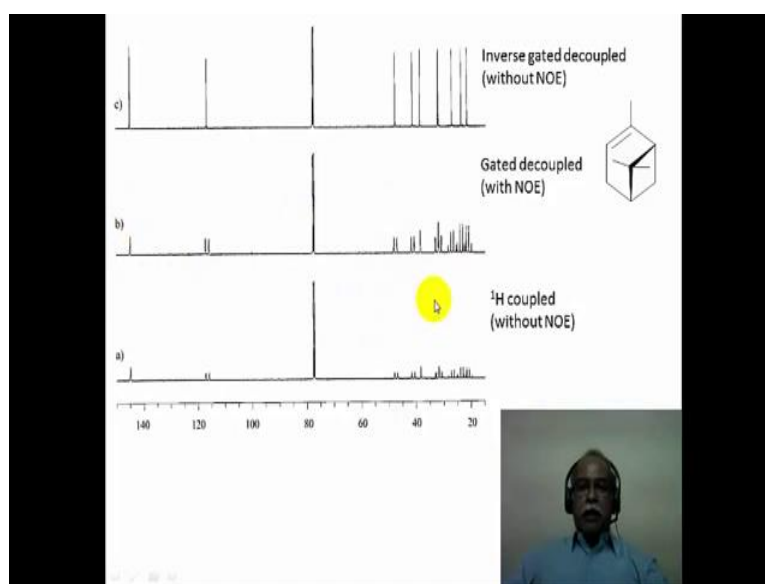 Inverse gated decoupled
(without NOE)
c)
Gated decoupled
(with NOE)
b)
¹H coupled
(without NOE)
a)
140 120 100 80 60 40 20